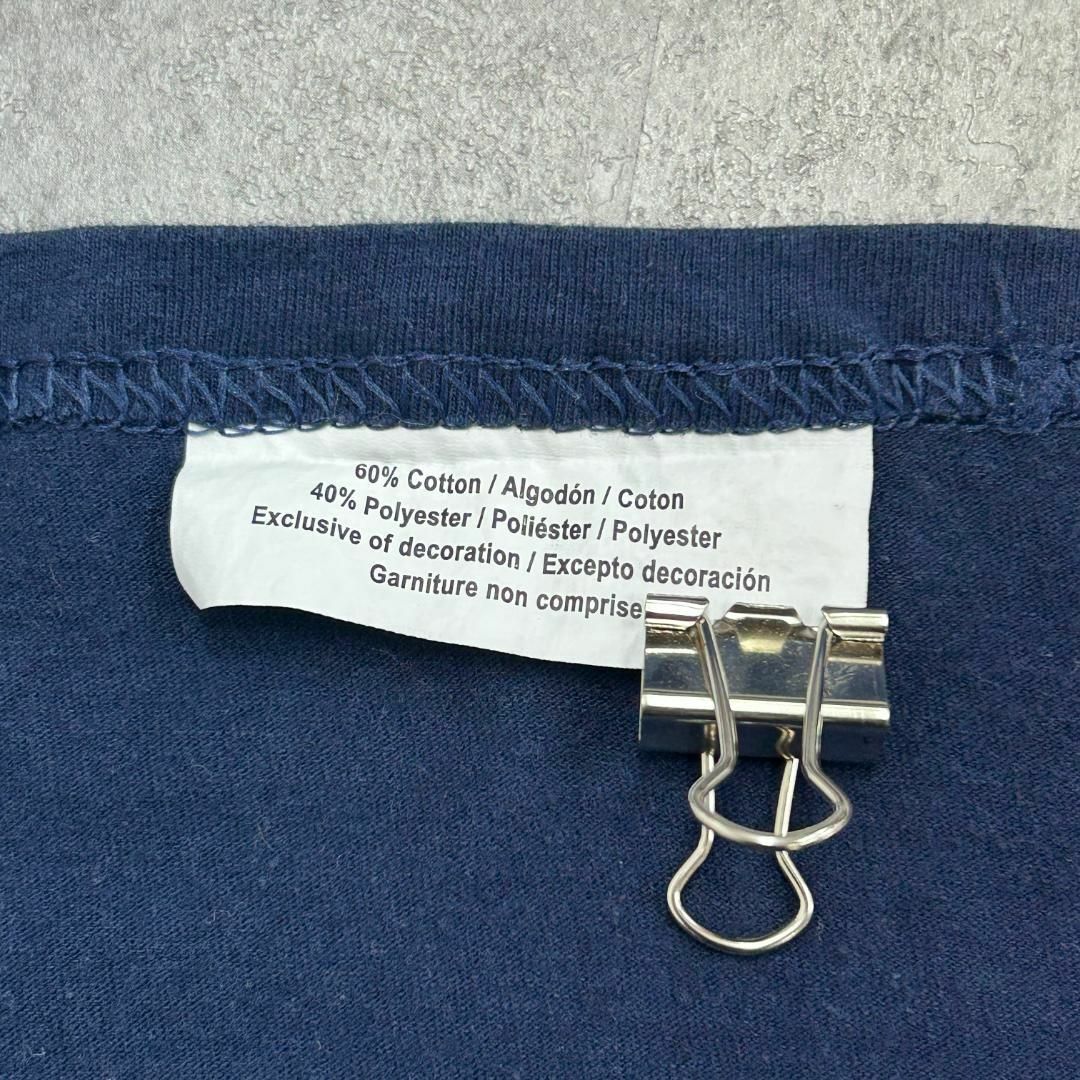 60% Cotton / Algodón / Coton
40% Polyester / Poliéster / Polyester
Exclusive of decoration / Excepto decoración
Garniture non comprise